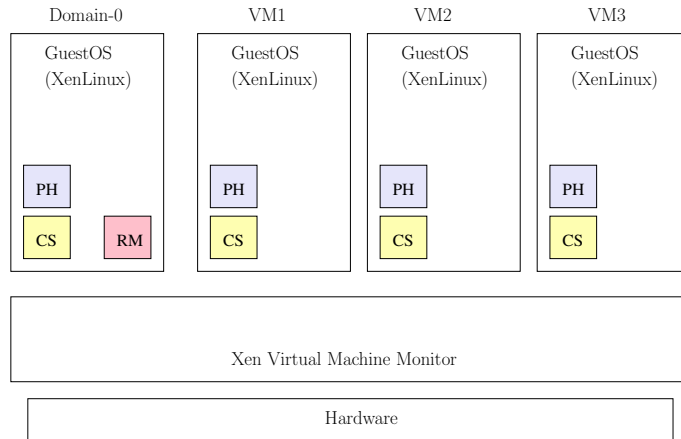 Domain-0 VM1 VM2 VM3
GuestOS GuestOS GuestOS GuestOS
(XenLinux) (XenLinux) (XenLinux) (XenLinux)
PH PH PH PH
CS RM CS CS CS
Xen Virtual Machine Monitor
Hardware